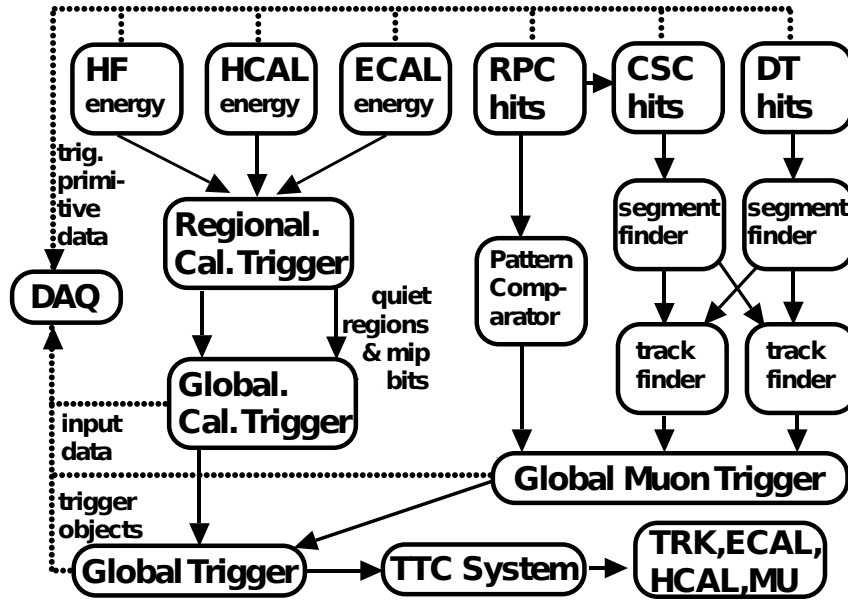 HF
energy
HCAL
energy
ECAL
energy
RPC
hits
CSC
hits
DT
hits
trig.
primi-
tive
data
Regional.
Cal. Trigger
segment
finder
segment
finder
Pattern
Comp-
arator
DAQ
quiet
regions
& mip
bits
Global.
Cal. Trigger
track
finder
track
finder
input
data
Global Muon Trigger
trigger
objects
Global Trigger
TTC System
TRK,ECAL,
HCAL,MU